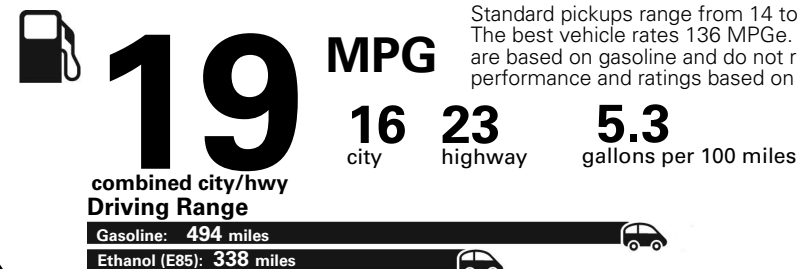 Standard pickups range from 14 to
The best vehicle rates 136 MPGe.
are based on gasoline and do not r
performance and ratings based on
19 MPG
16 23 5.3
city highway gallons per 100 miles
combined city/hwy
Driving Range
Gasoline: 494 miles
Ethanol (E85): 338 miles